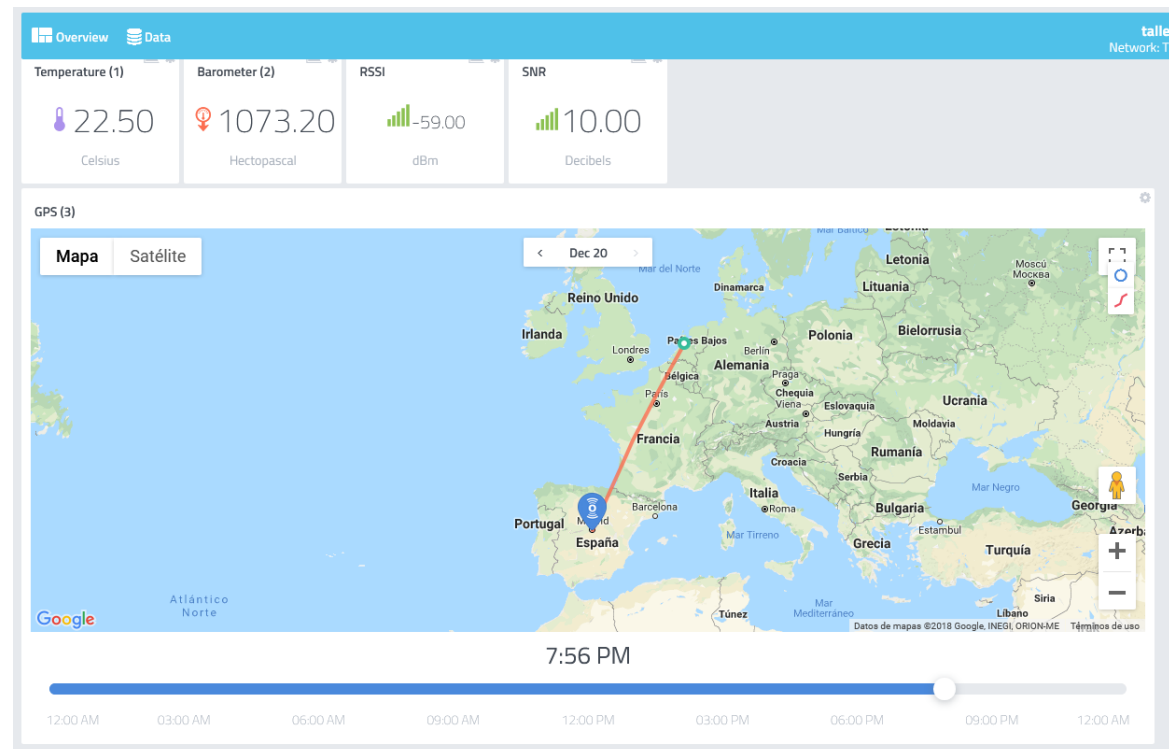 Overview Data
talle
Network: T
Temperature (1) Barometer (2) RSSI SNR
22.50 1073.20 -59.00 10.00
Celsius Hectopascal dBm Decibels
GPS (3)
Mapa Satélite
Dec 20
Mar Báltico
Estonia
Letonia
Moscú
Москва
Mar del Norte
Dinamarca
Lituania
Reino Unido
Irlanda
Londres
Países Bajos
Berlín
Polonia
Bielorrusia
Bélgica
Alemania
Praga
París
Chequia
Viena
Eslovaquia
Ucrania
Austria
Hungría
Moldavia
Francia
Rumanía
Croacia
Serbia
Italia
Mar Negro
Barcelona
Roma
Bulgaria
Georgia
Portugal
Madrid
España
Mar Tirreno
Grecia
Estambul
Azerb
Turquía
Atlántico
Norte
Mar
Mediterráneo
Túnez
Siria
Líbano
Irak
Google
Datos de mapas ©2018 Google, INEGI, ORION-ME Términos de uso
7:56 PM
12:00 AM 03:00 AM 06:00 AM 09:00 AM 12:00 PM 03:00 PM 06:00 PM 09:00 PM 12:00 AM